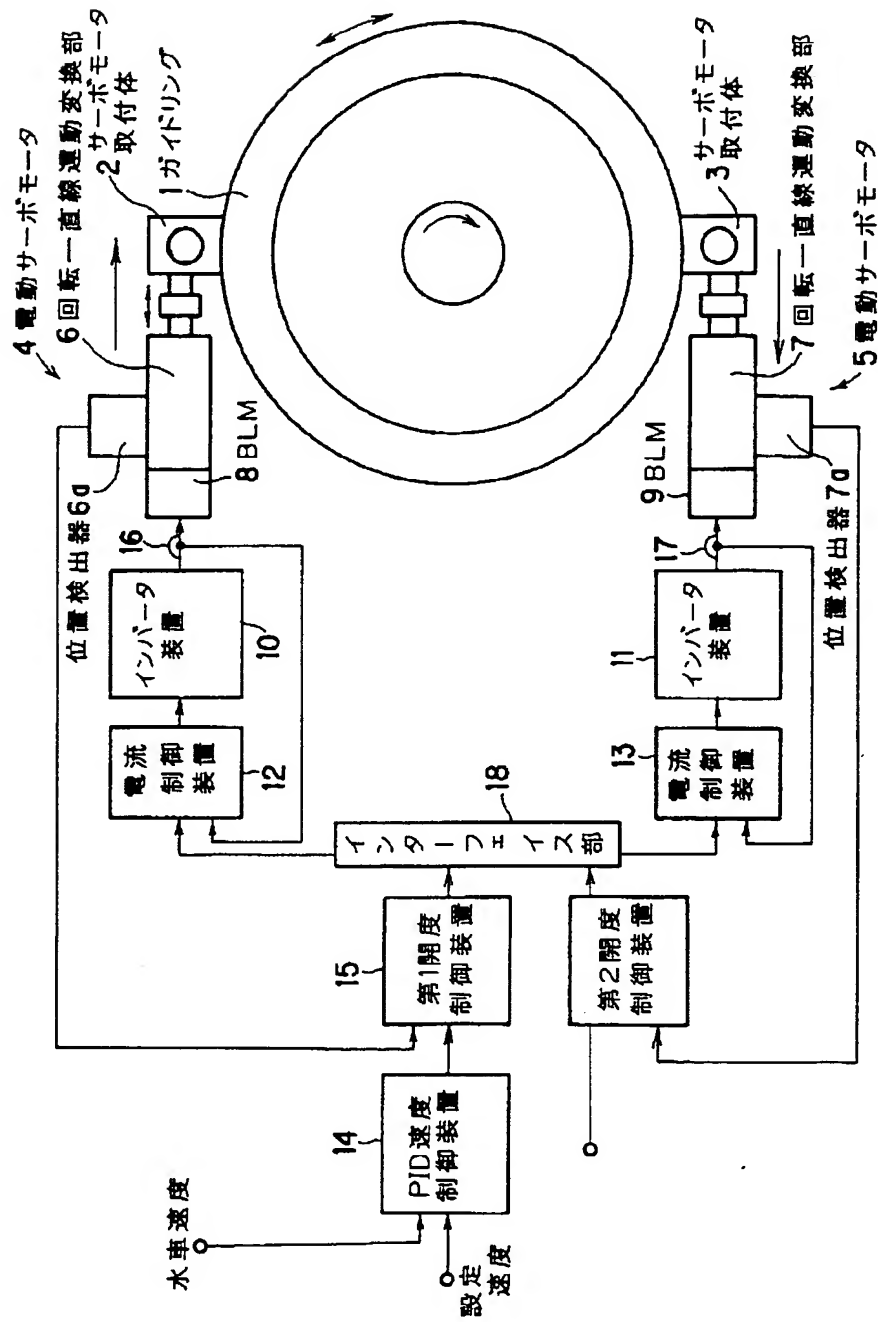 4 電動サーボモータ
6 回転－直線運動変換部
2 サーボモータ
取付体
1 ガイドリング
位置検出器 6a
8 BLM
16
インバータ
装置
10
電流
制御
装置
12
インターフェイス部
18
第1開度
制御装置
15
第2開度
制御装置
PID速度
制御装置
14
水車速度
設定
速度
3 サーボモータ
取付体
7 回転－直線運動変換部
5 電動サーボモータ
位置検出器 7a
9 BLM
17
インバータ
装置
11
電流
制御
装置
13